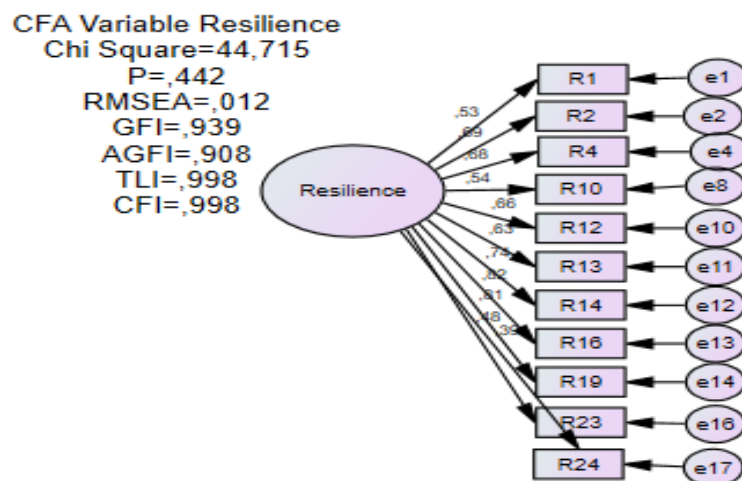 CFA Variable Resilience
Chi Square=44,715
P=,442
RMSEA=,012
GFI=,939
AGFI=,908
TLI=,998
CFI=,998
Resilience
,53
,69
,68
,54
,66
,63
,74
,82
,61
,48
,39
R1
e1
R2
e2
R4
e4
R10
e8
R12
e10
R13
e11
R14
e12
R16
e13
R19
e14
R23
e16
R24
e17